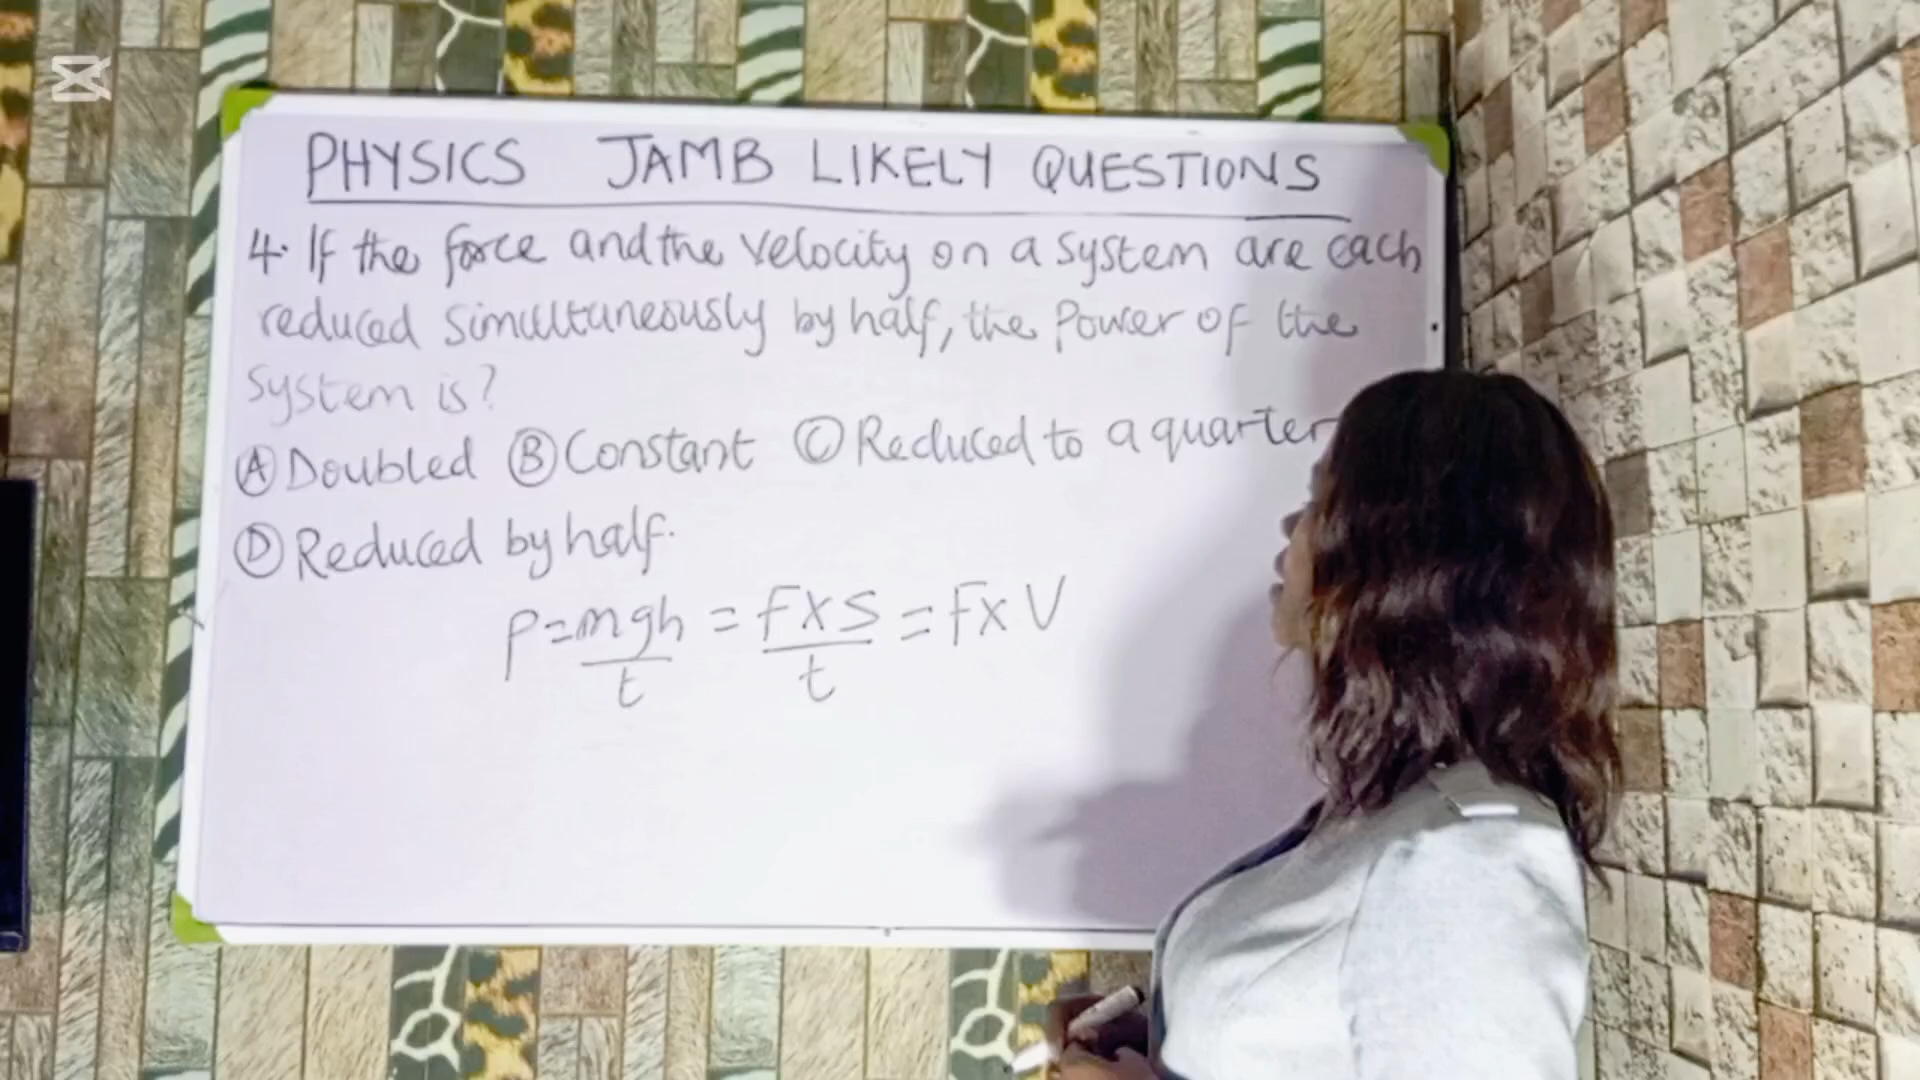 PHYSICS JAMB LIKELY QUESTIONS
4. If the force and the velocity on a system are each
reduced simultaneously by half, the power of the
system is?
Ⓐ Doubled Ⓑ Constant Ⓒ Reduced to a quarter
Ⓓ Reduced by half.
P = mgh/t = F x S/t = F x V